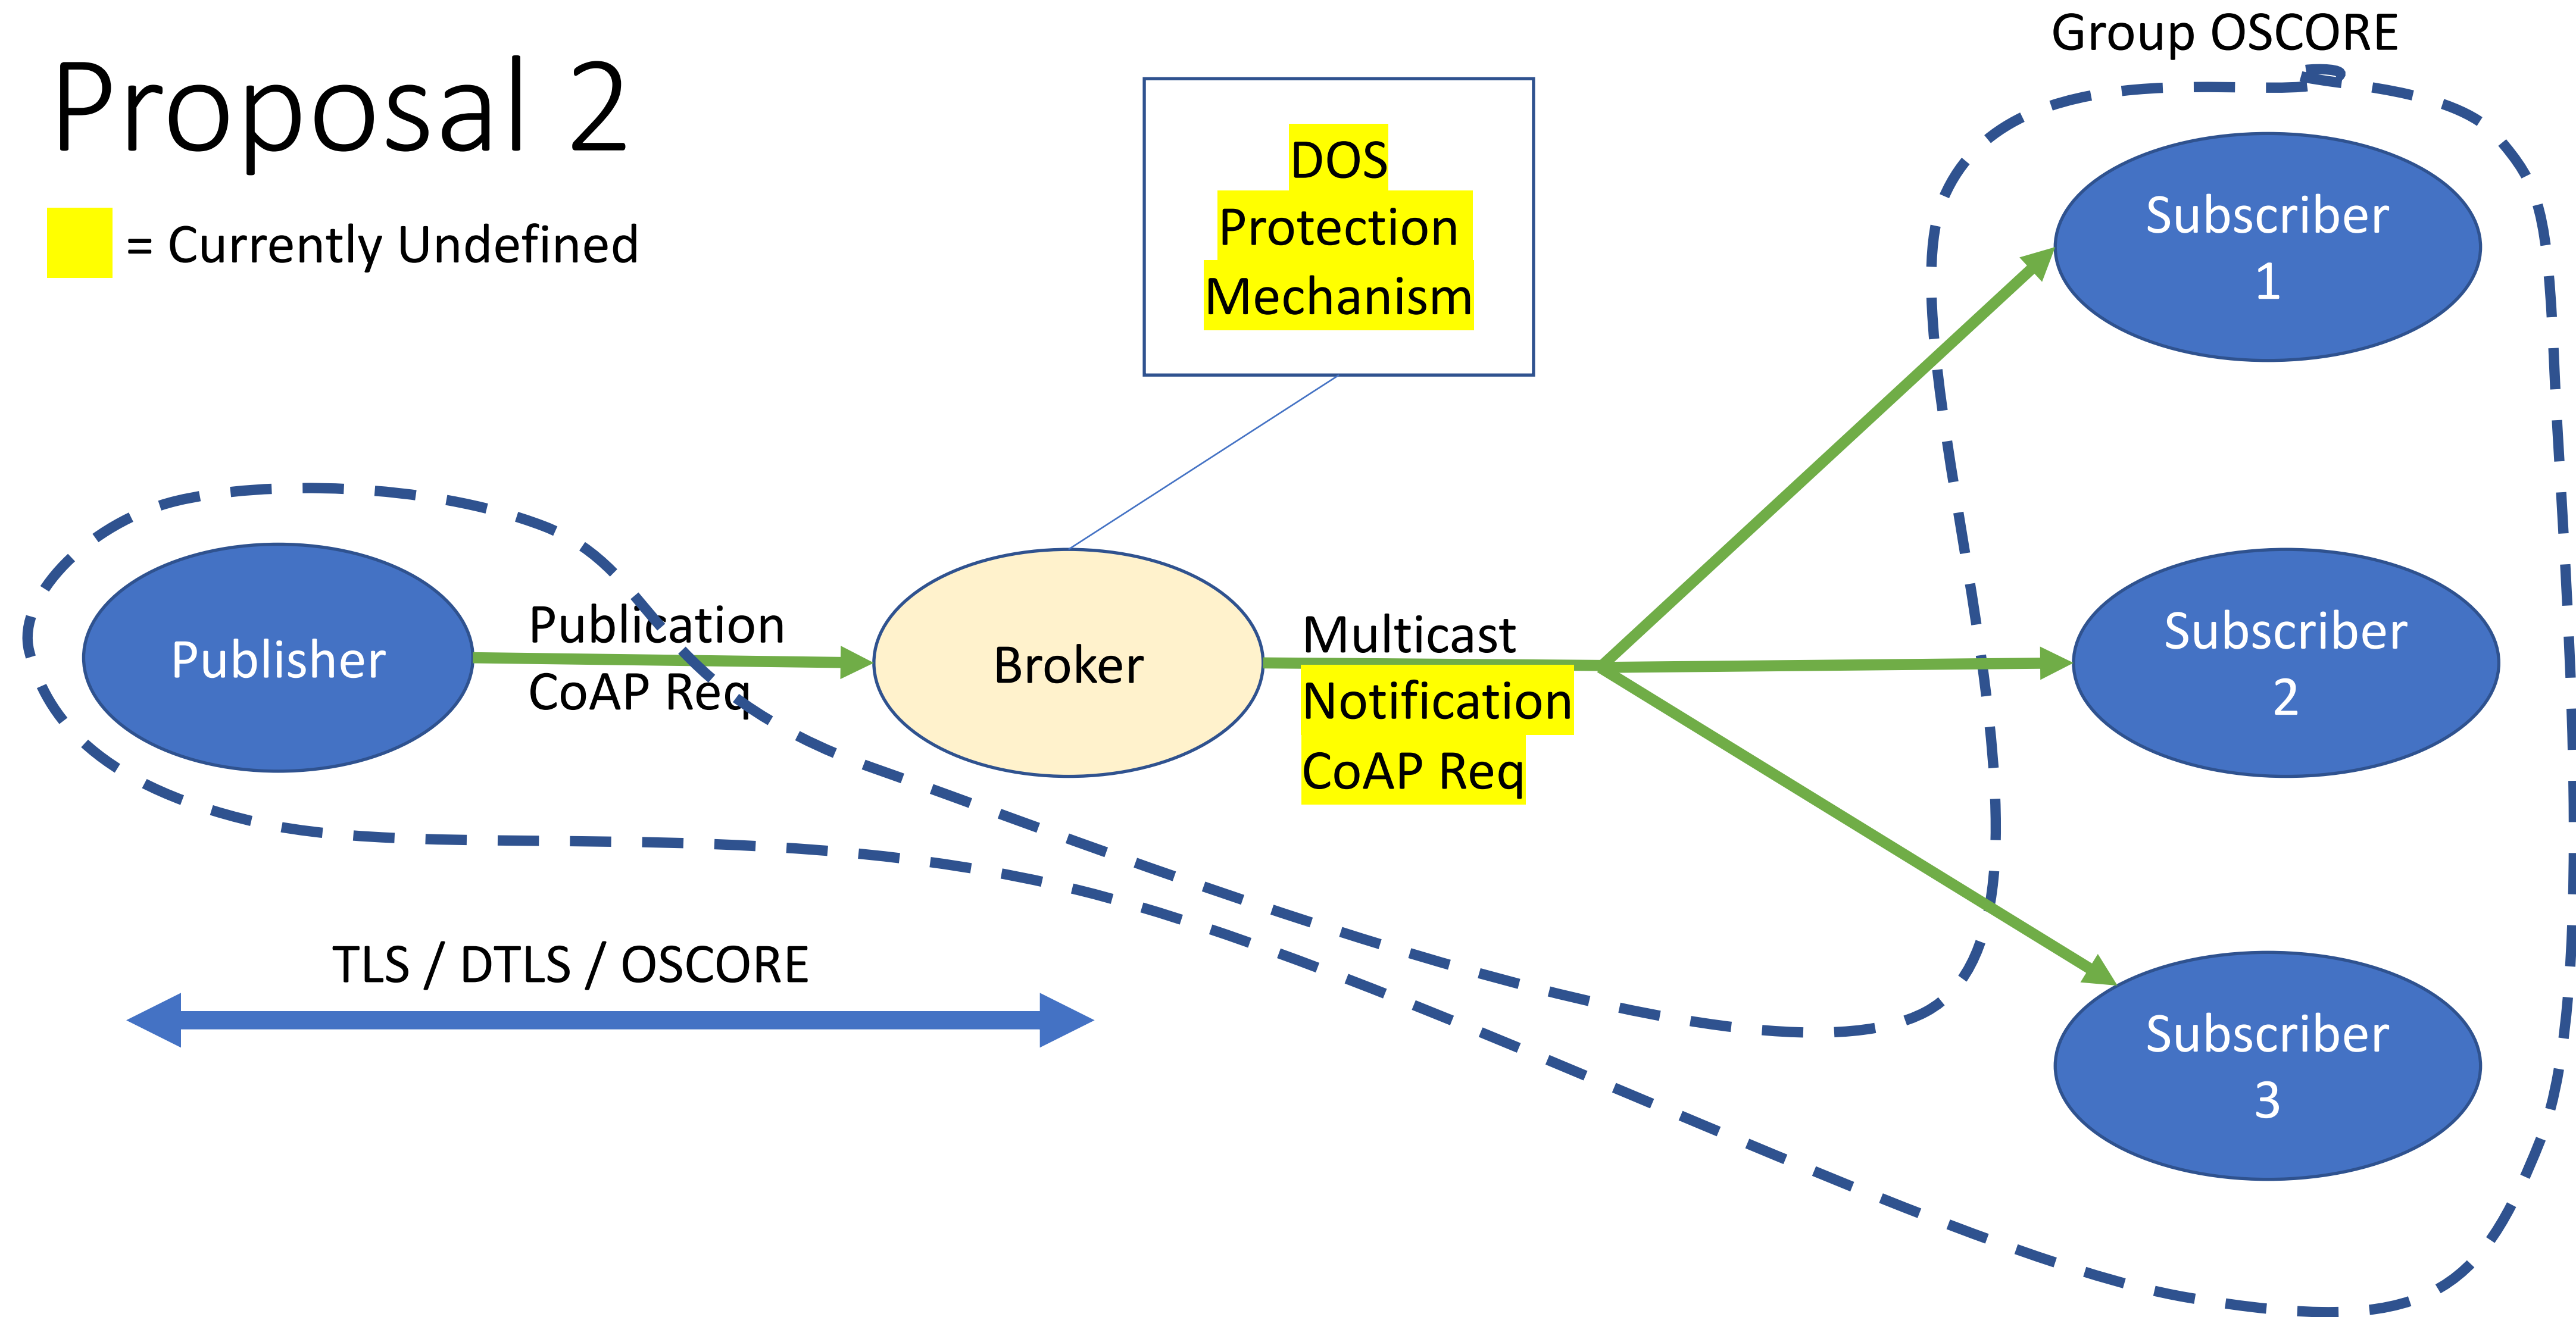 Proposal 2
= Currently Undefined
Group OSCORE
DOS
Protection
Mechanism
Subscriber
1
Publisher
Publication
CoAP Req
Broker
Multicast
Notification
CoAP Req
Subscriber
2
TLS / DTLS / OSCORE
Subscriber
3